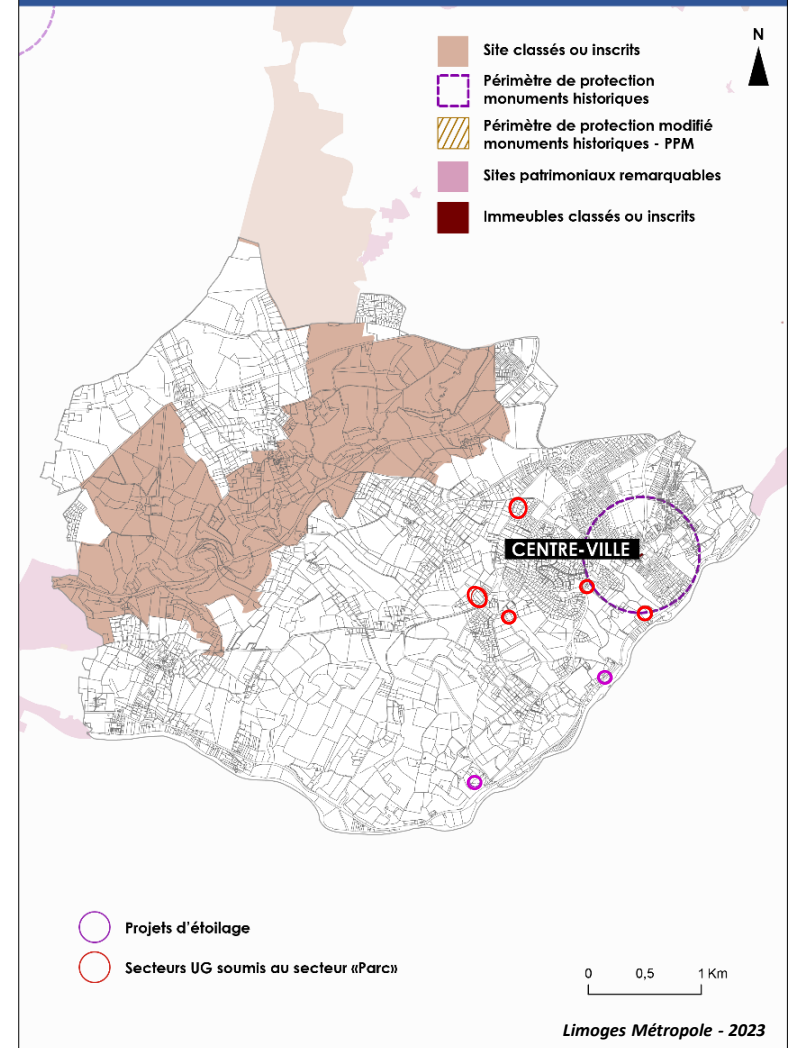 N
Site classés ou inscrits
Périmètre de protection
monuments historiques
Périmètre de protection modifié
monuments historiques - PPM
Sites patrimoniaux remarquables
Immeubles classés ou inscrits
CENTRE-VILLE
Projets d'étoilage
Secteurs UG soumis au secteur «Parc»
0 0,5 1 Km
Limoges Métropole - 2023